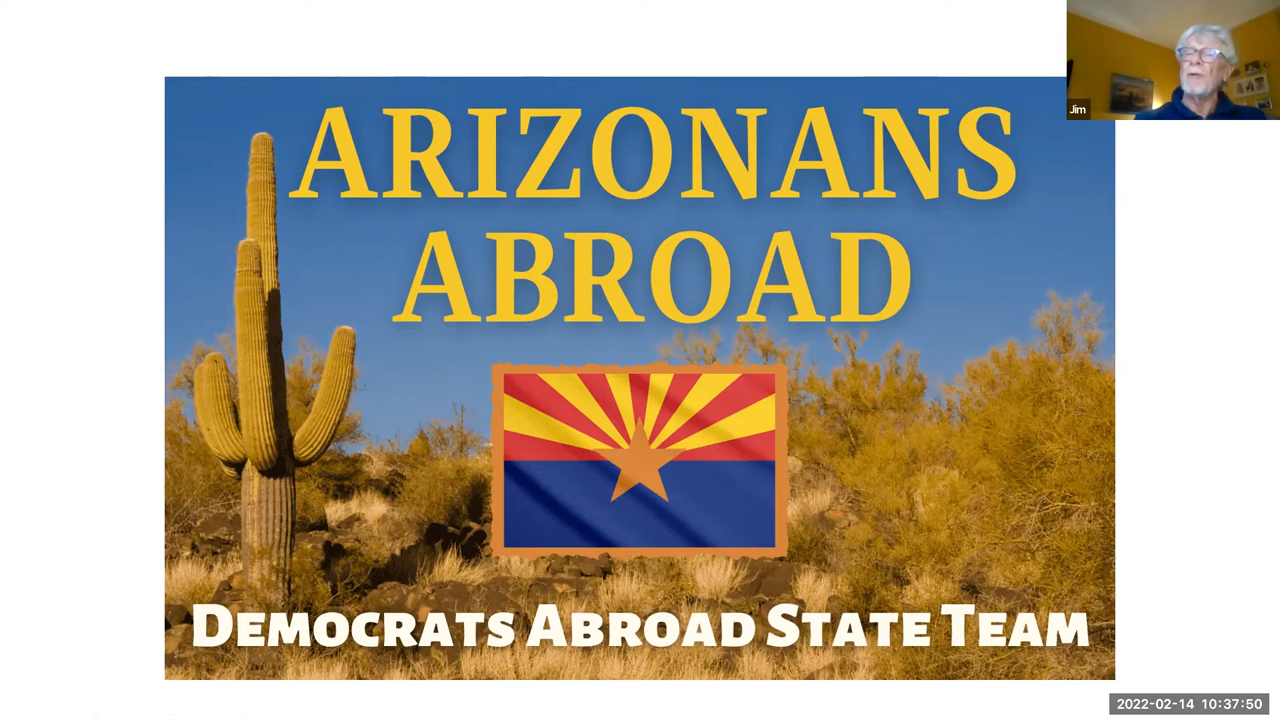 Jim
ARIZONANS
ABROAD
DEMOCRATS ABROAD STATE TEAM
2022-02-14 10:37:50